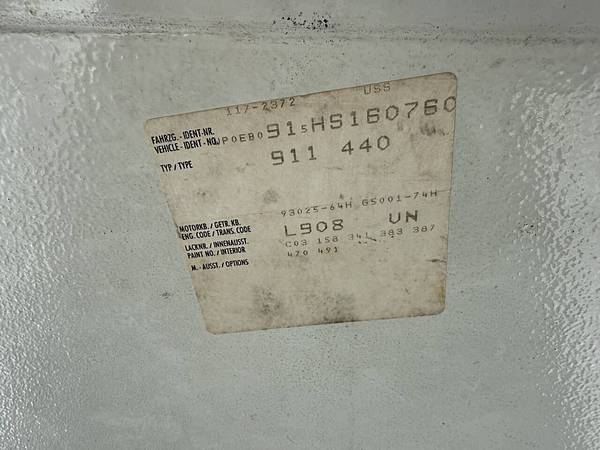 117-2372 USS
FAHRZG.-IDENT-NR.
VEHICLE-IDENT-NO. WP0EB0915HS160760
TYP / TYPE 911 440
93025-64H G5001-74H
MOTORKB. / GETR. KB.
ENG. CODE / TRANS. CODE
L908 UN
LACKNR. / INNENAUSST.
PAINT NO. / INTERIOR
C03 158 341 383 387
M.-AUSST. / OPTIONS 470 491